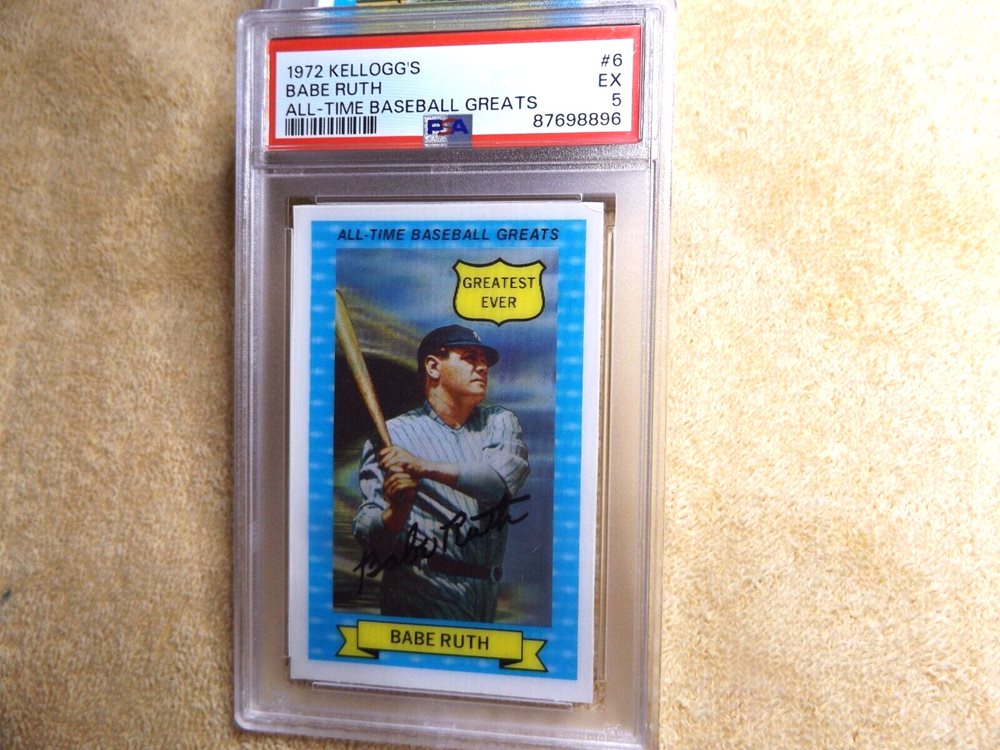 1972 KELLOGG'S #6
BABE RUTH EX
ALL-TIME BASEBALL GREATS 5
PSA 87698896
ALL-TIME BASEBALL GREATS
GREATEST
EVER
Babe Ruth
BABE RUTH